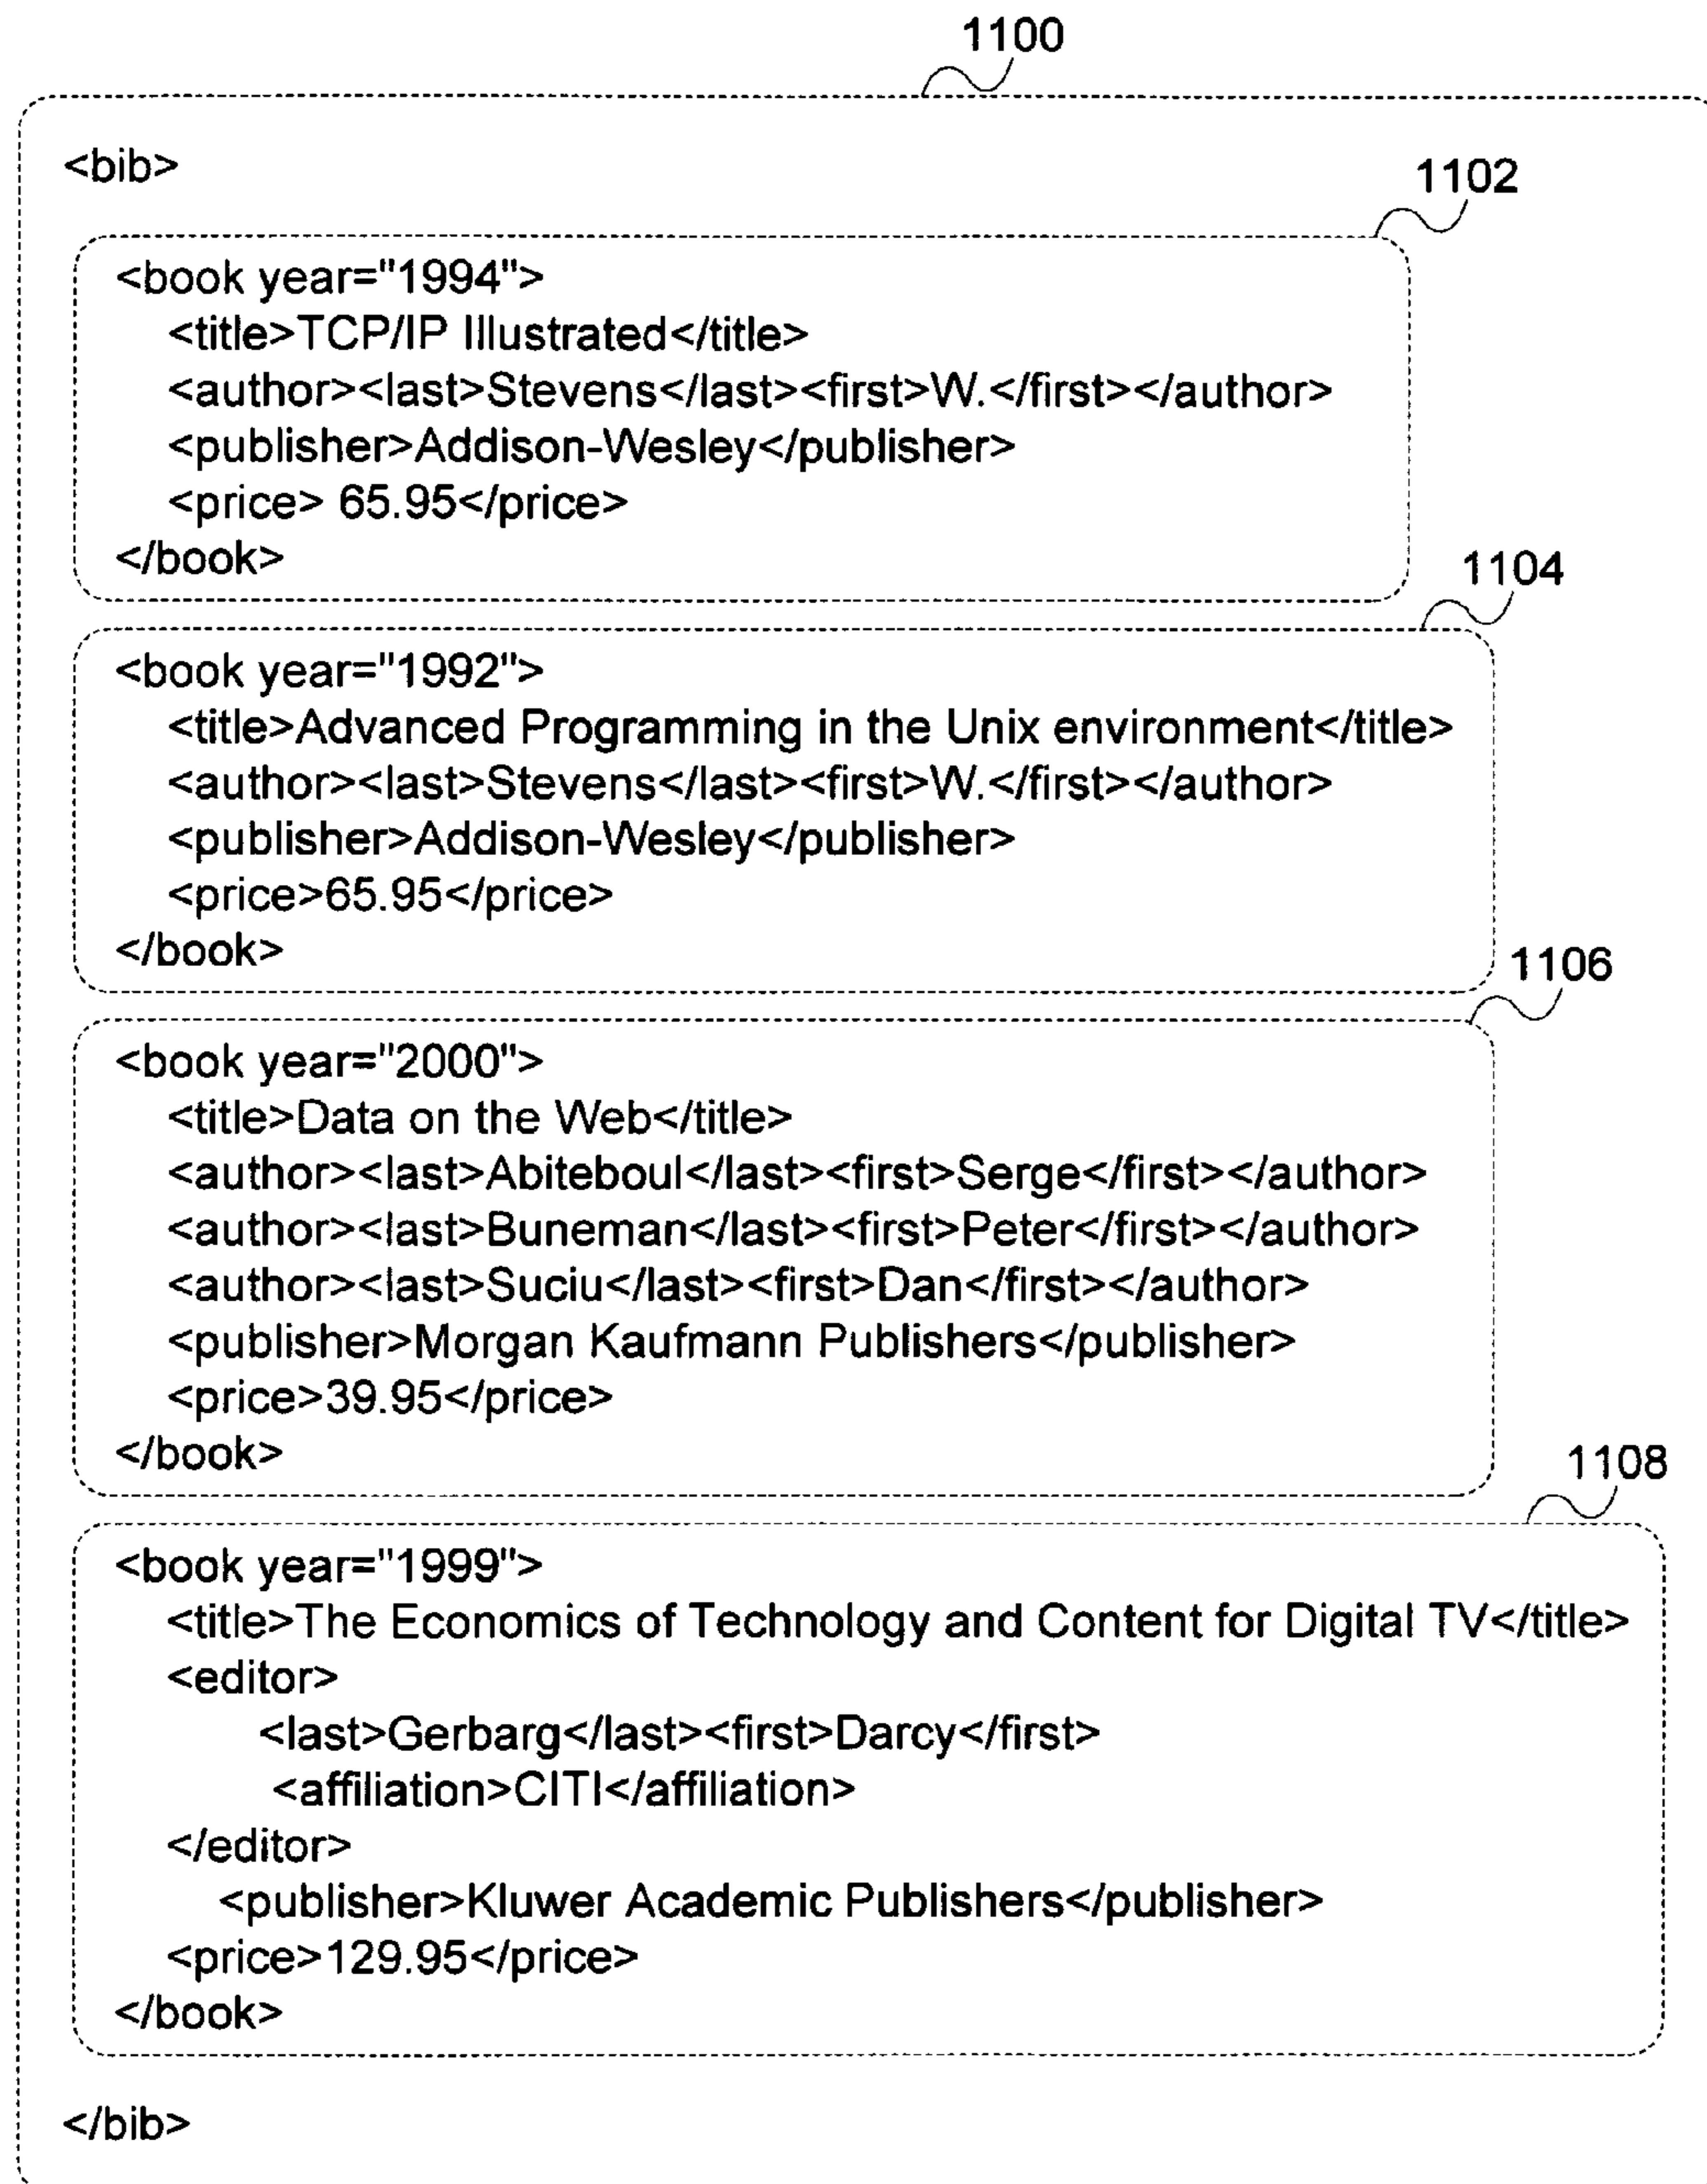 1100
<bib>
1102
<book year="1994">
<title>TCP/IP Illustrated</title>
<author><last>Stevens</last><first>W.</first></author>
<publisher>Addison-Wesley</publisher>
<price> 65.95</price>
</book>
1104
<book year="1992">
<title>Advanced Programming in the Unix environment</title>
<author><last>Stevens</last><first>W.</first></author>
<publisher>Addison-Wesley</publisher>
<price>65.95</price>
</book>
1106
<book year="2000">
<title>Data on the Web</title>
<author><last>Abiteboul</last><first>Serge</first></author>
<author><last>Buneman</last><first>Peter</first></author>
<author><last>Suciu</last><first>Dan</first></author>
<publisher>Morgan Kaufmann Publishers</publisher>
<price>39.95</price>
</book>
1108
<book year="1999">
<title>The Economics of Technology and Content for Digital TV</title>
<editor>
<last>Gerbarg</last><first>Darcy</first>
<affiliation>CITI</affiliation>
</editor>
<publisher>Kluwer Academic Publishers</publisher>
<price>129.95</price>
</book>
</bib>